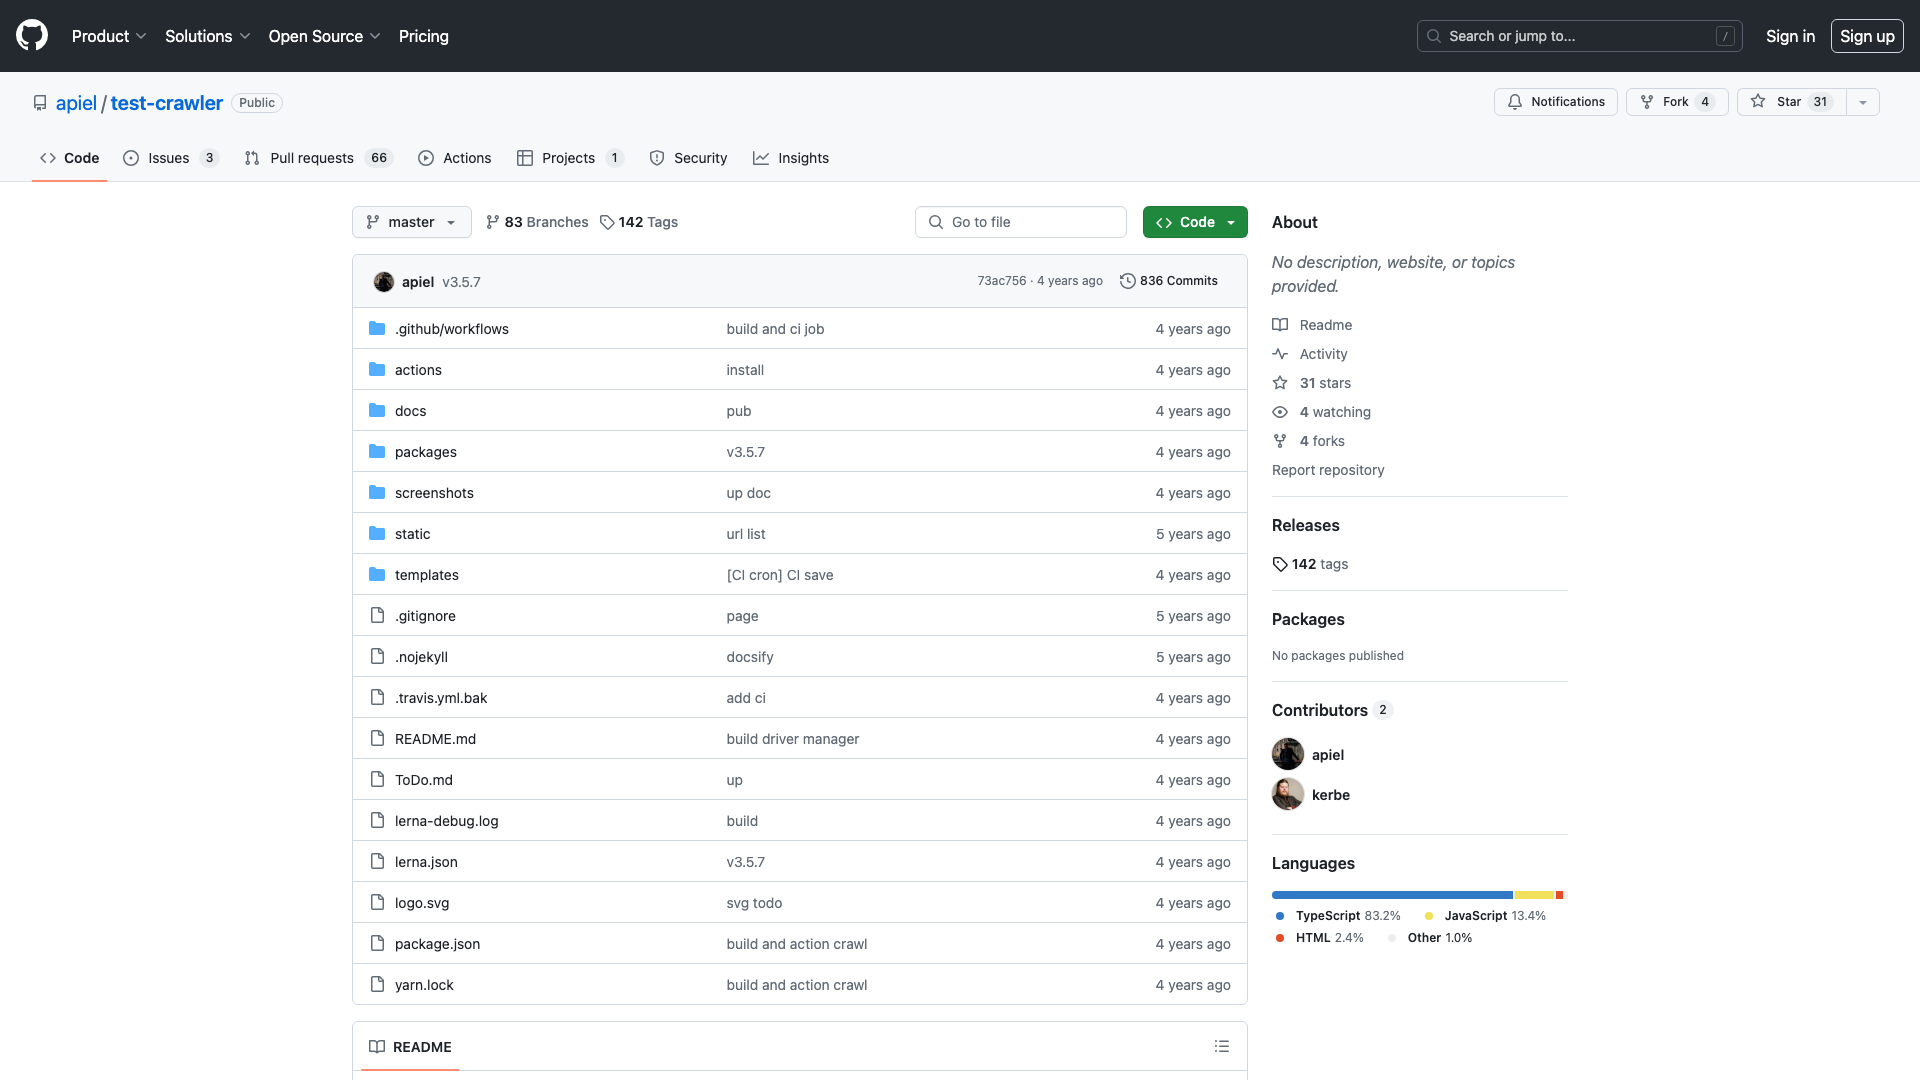 Product Solutions Open Source Pricing Search or jump to... / Sign in Sign up
apiel / test-crawler Public Notifications Fork 4 Star 31
Code Issues 3 Pull requests 66 Actions Projects 1 Security Insights
master 83 Branches 142 Tags Go to file Code
apiel v3.5.7 73ac756 · 4 years ago 836 Commits
.github/workflows build and ci job 4 years ago
actions install 4 years ago
docs pub 4 years ago
packages v3.5.7 4 years ago
screenshots up doc 4 years ago
static url list 5 years ago
templates [CI cron] CI save 4 years ago
.gitignore page 5 years ago
.nojekyll docsify 5 years ago
.travis.yml.bak add ci 4 years ago
README.md build driver manager 4 years ago
ToDo.md up 4 years ago
lerna-debug.log build 4 years ago
lerna.json v3.5.7 4 years ago
logo.svg svg todo 4 years ago
package.json build and action crawl 4 years ago
yarn.lock build and action crawl 4 years ago
README
About
No description, website, or topics
provided.
Readme
Activity
31 stars
4 watching
4 forks
Report repository
Releases
142 tags
Packages
No packages published
Contributors 2
apiel
kerbe
Languages
TypeScript 83.2% JavaScript 13.4%
HTML 2.4% Other 1.0%